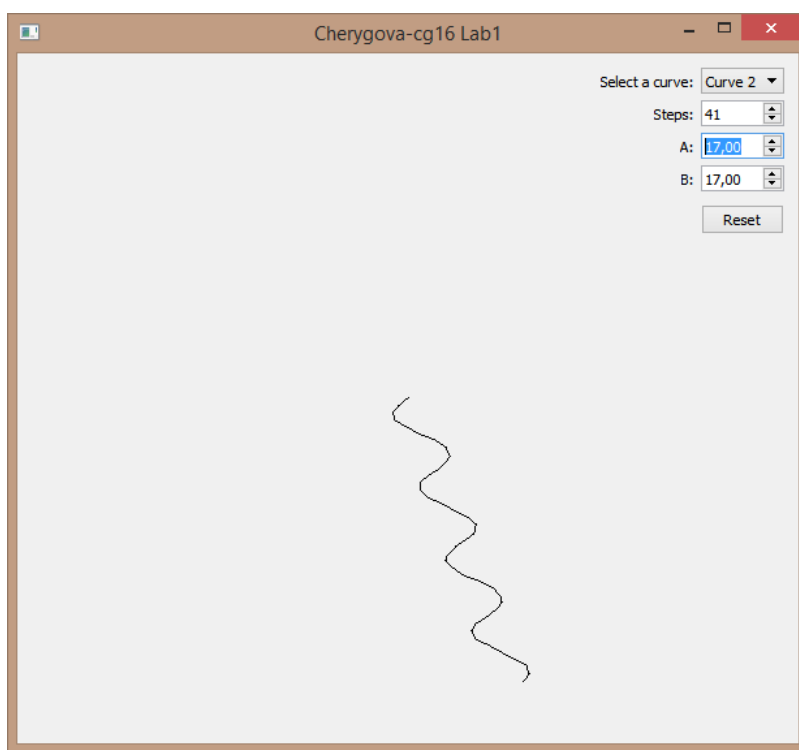 Cherygova-cg16 Lab1
Select a curve: Curve 2
Steps: 41
A: 17,00
B: 17,00
Reset